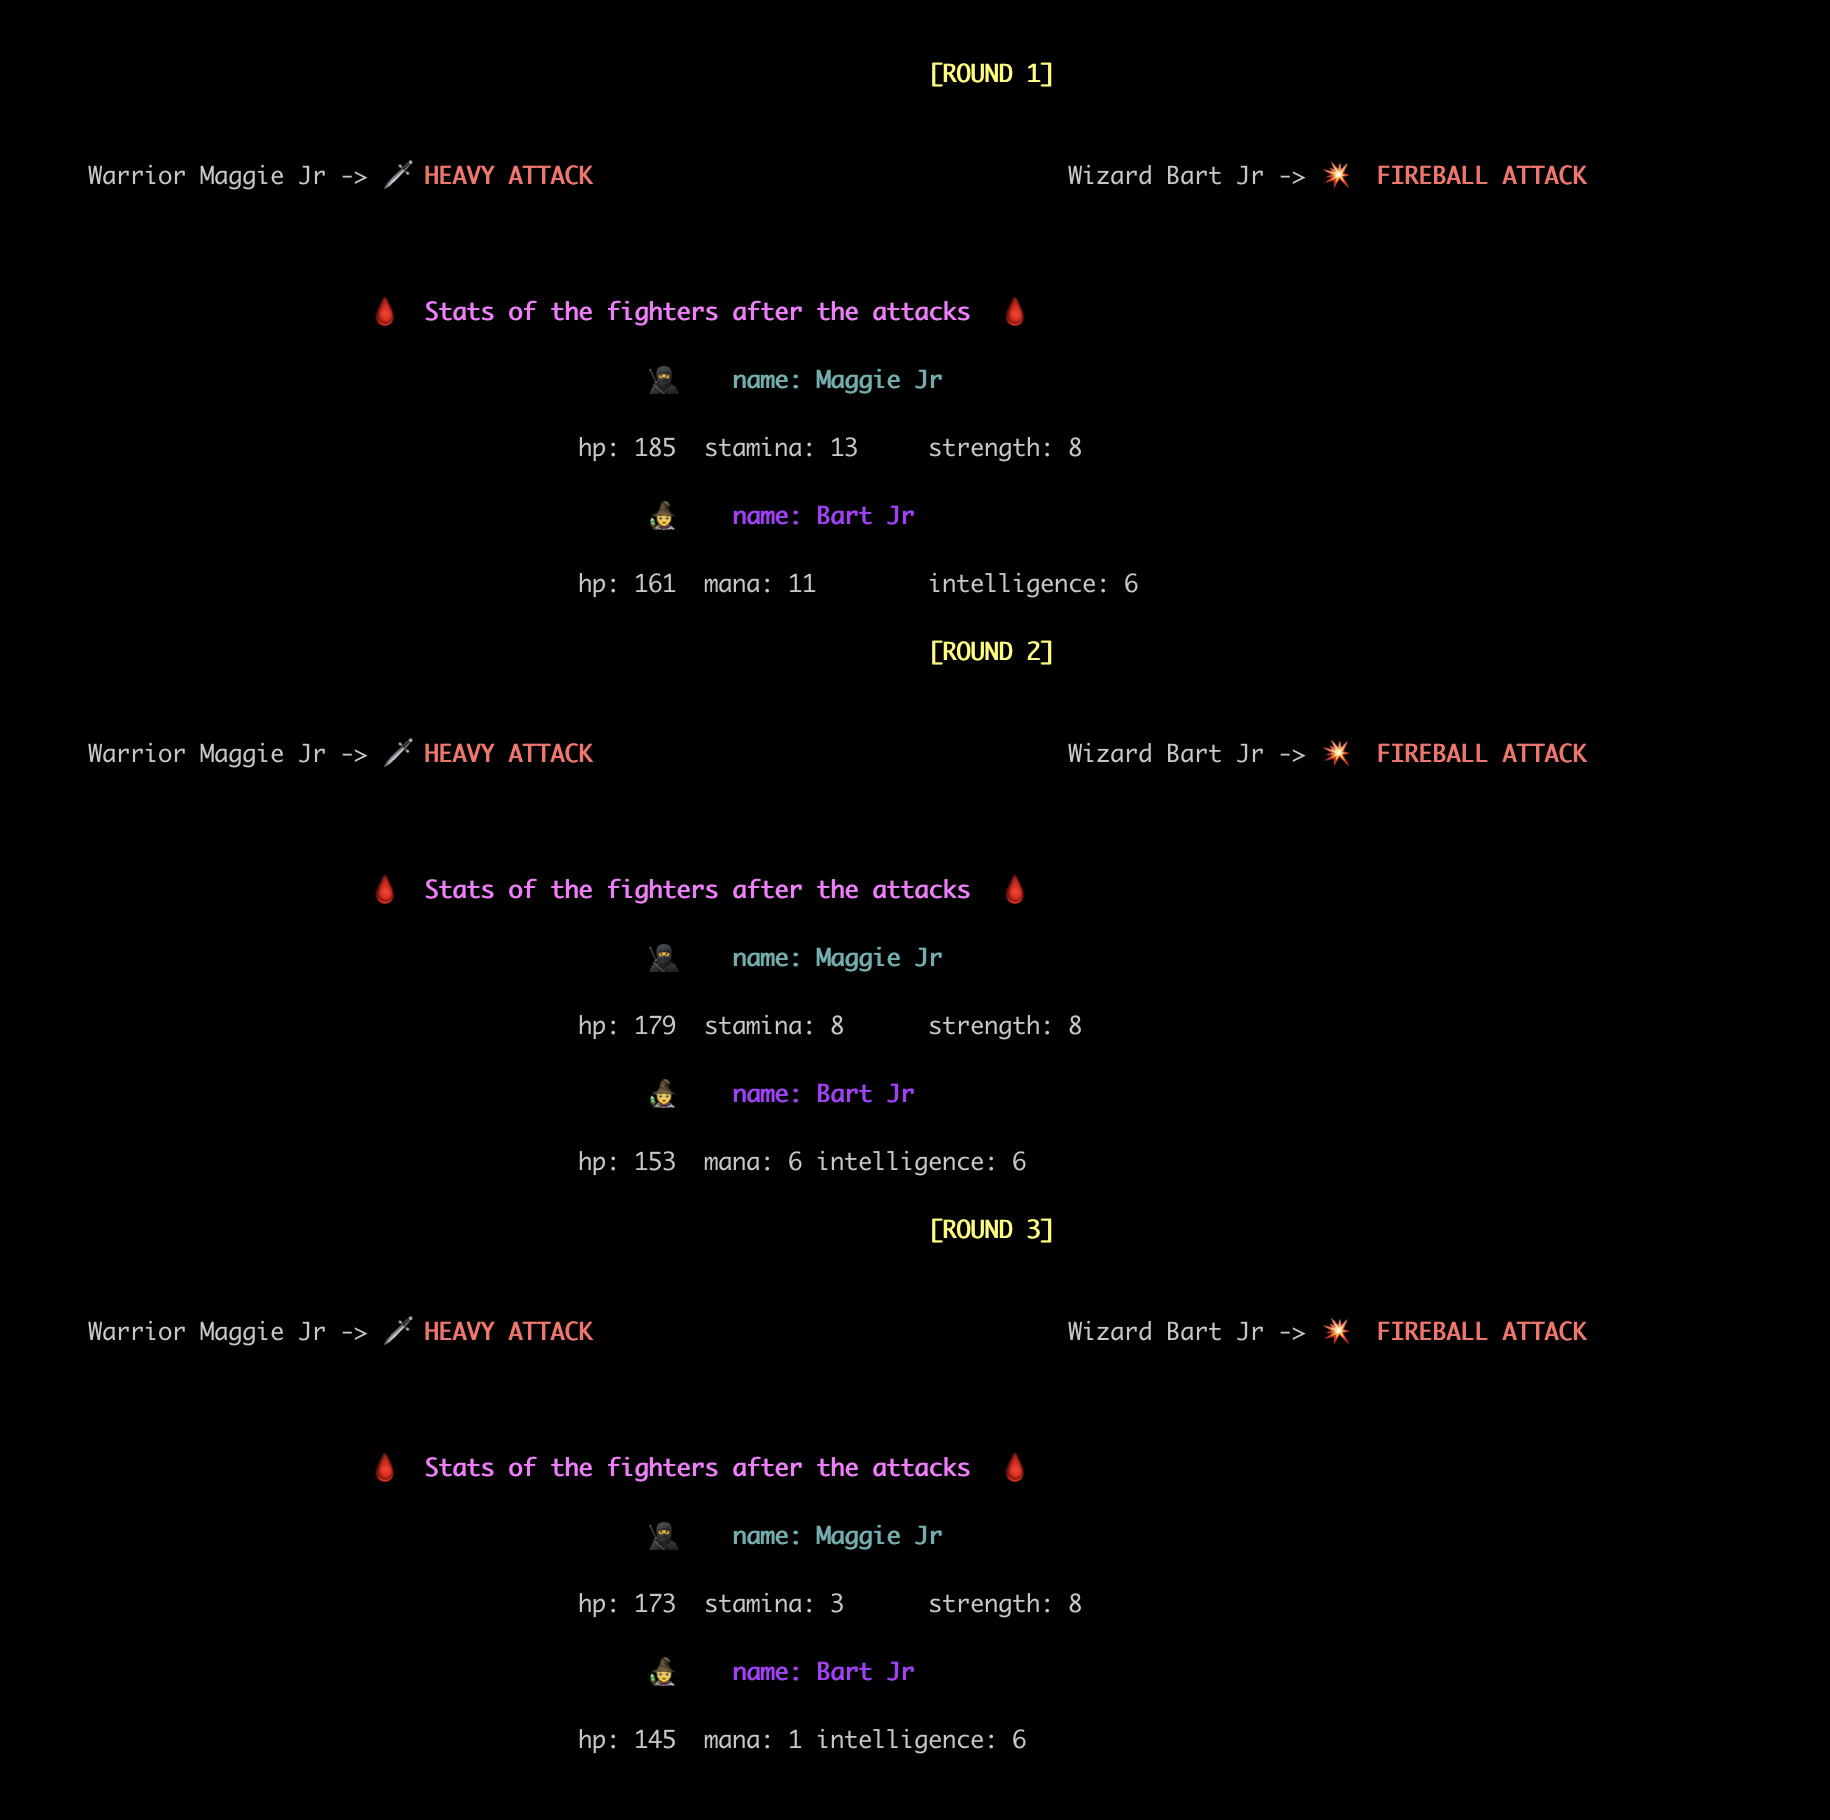 [ROUND 1]
Warrior Maggie Jr -> 🗡 HEAVY ATTACK Wizard Bart Jr -> 💥 FIREBALL ATTACK
🩸 Stats of the fighters after the attacks 🩸
🥷 name: Maggie Jr
hp: 185 stamina: 13 strength: 8
🧙 name: Bart Jr
hp: 161 mana: 11 intelligence: 6
[ROUND 2]
Warrior Maggie Jr -> 🗡 HEAVY ATTACK Wizard Bart Jr -> 💥 FIREBALL ATTACK
🩸 Stats of the fighters after the attacks 🩸
🥷 name: Maggie Jr
hp: 179 stamina: 8 strength: 8
🧙 name: Bart Jr
hp: 153 mana: 6 intelligence: 6
[ROUND 3]
Warrior Maggie Jr -> 🗡 HEAVY ATTACK Wizard Bart Jr -> 💥 FIREBALL ATTACK
🩸 Stats of the fighters after the attacks 🩸
🥷 name: Maggie Jr
hp: 173 stamina: 3 strength: 8
🧙 name: Bart Jr
hp: 145 mana: 1 intelligence: 6